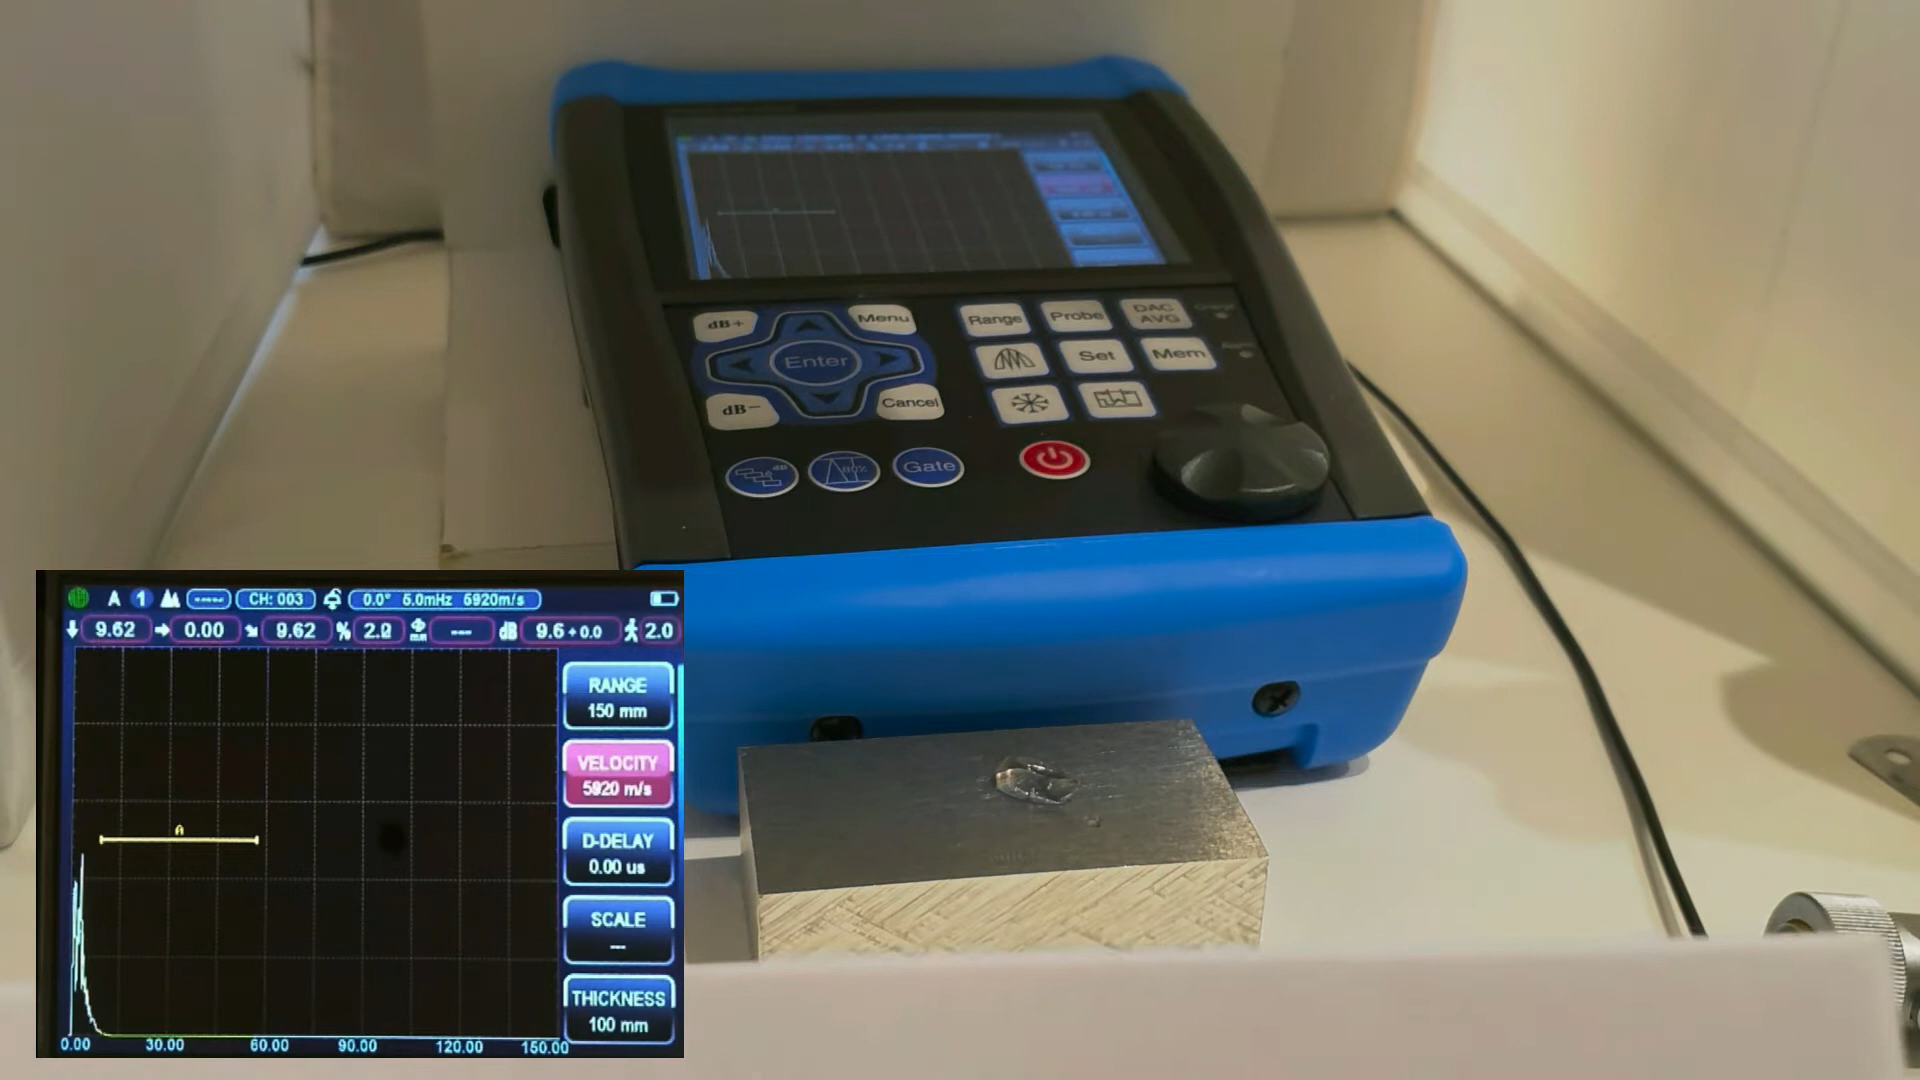 dB+
Menu
Enter
dB-
Cancel
Range
Probe
DAC
AVG
Set
Mem
dB
80%
Gate
A 1 ---- CH: 003 0.0° 5.0mHz 5920m/s
9.62 0.00 9.62 % 2.0 mm --- dB 9.6+0.0 2.0
RANGE
150 mm
VELOCITY
5920 m/s
A
D-DELAY
0.00 us
SCALE
---
THICKNESS
100 mm
0.00 30.00 60.00 90.00 120.00 150.00